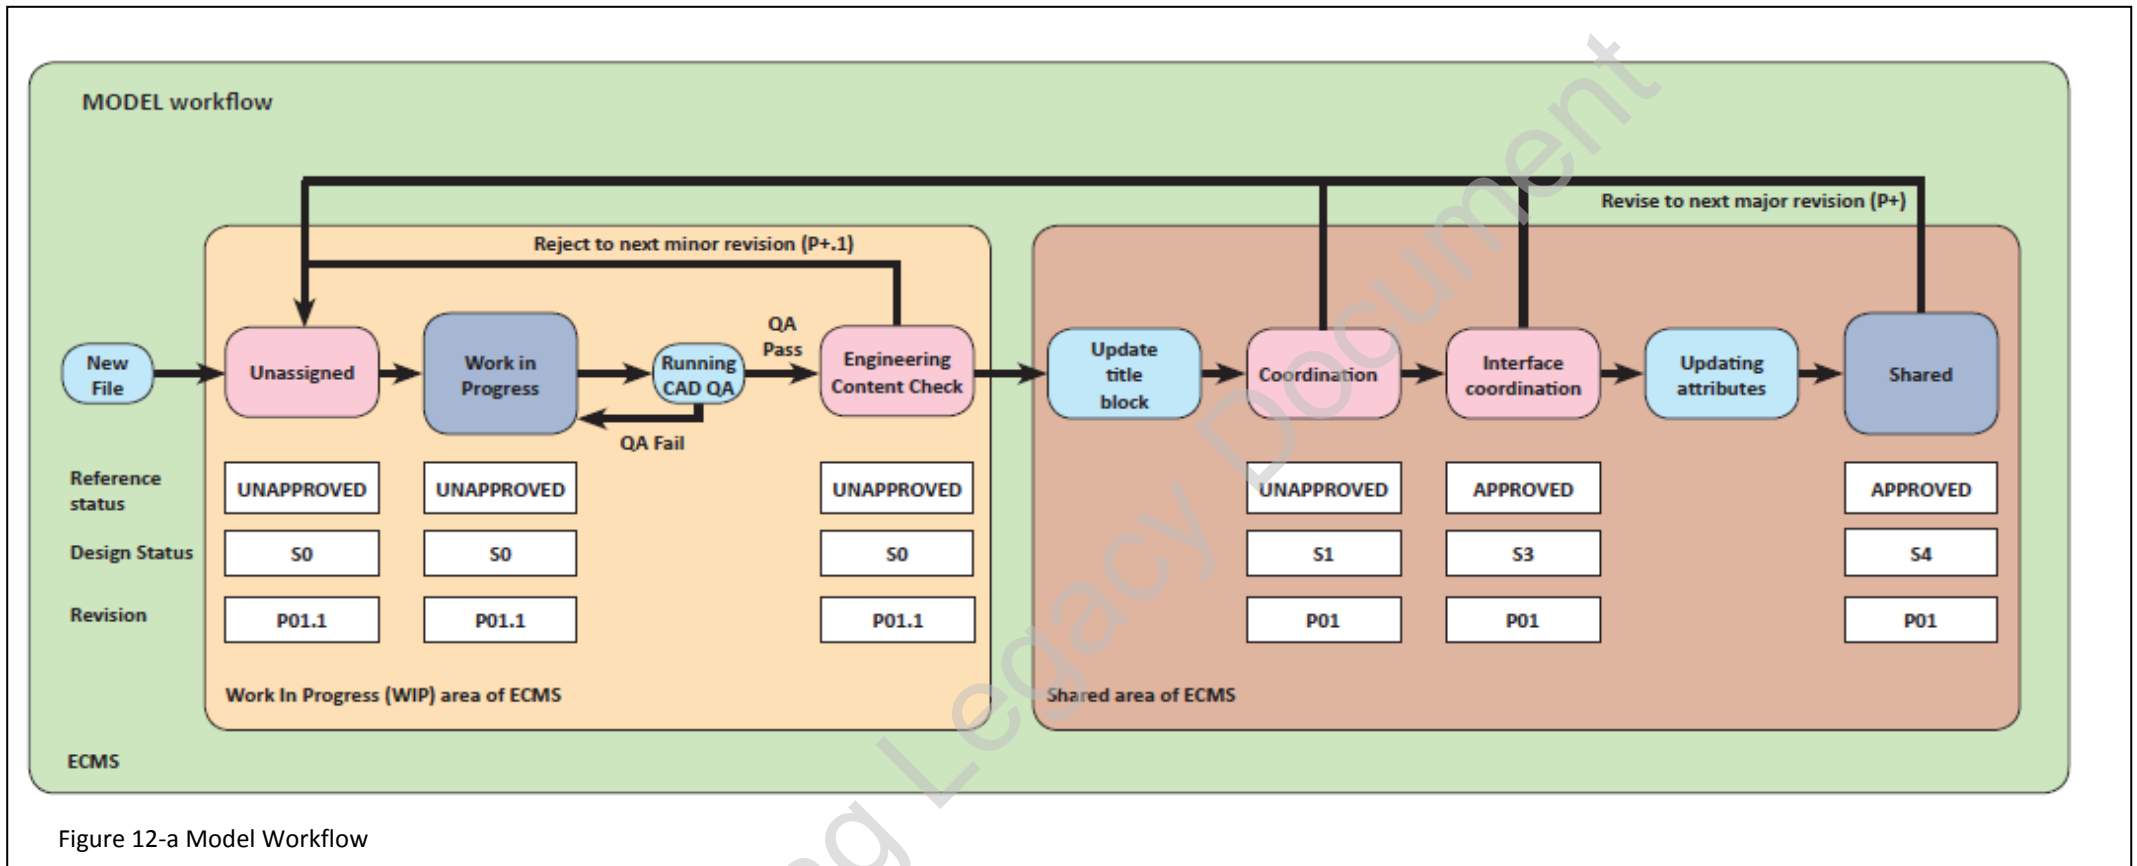 MODEL workflow
Revise to next major revision (P+)
Reject to next minor revision (P+.1)
New
File
Unassigned
Work in
Progress
Running
CAD QA
QA
Pass
QA Fail
Engineering
Content Check
Update
title
block
Coordination
Interface
coordination
Updating
attributes
Shared
Reference
status
UNAPPROVED
UNAPPROVED
UNAPPROVED
UNAPPROVED
APPROVED
APPROVED
Design Status
S0
S0
S0
S1
S3
S4
Revision
P01.1
P01.1
P01.1
P01
P01
P01
Work In Progress (WIP) area of ECMS
Shared area of ECMS
ECMS
Figure 12-a Model Workflow
Legacy Document